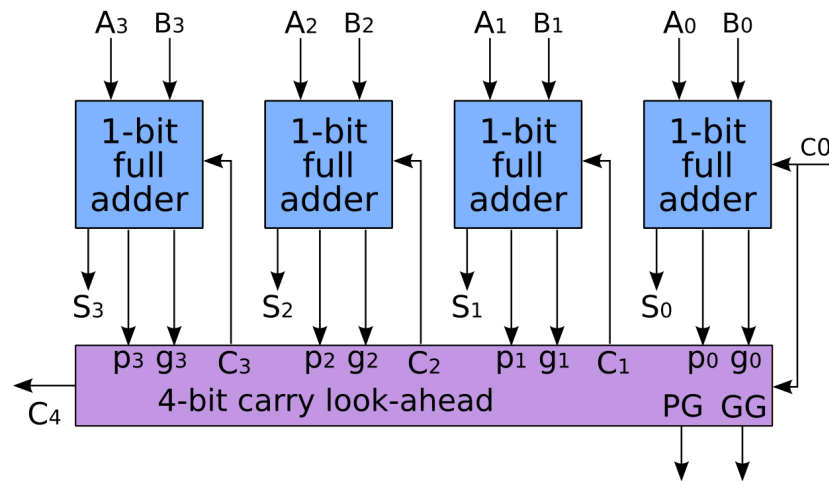 A3 B3 A2 B2 A1 B1 A0 B0
1-bit full adder
1-bit full adder
1-bit full adder
1-bit full adder
C0
S3 S2 S1 S0
p3 g3 C3 p2 g2 C2 p1 g1 C1 p0 g0
4-bit carry look-ahead
PG GG
C4